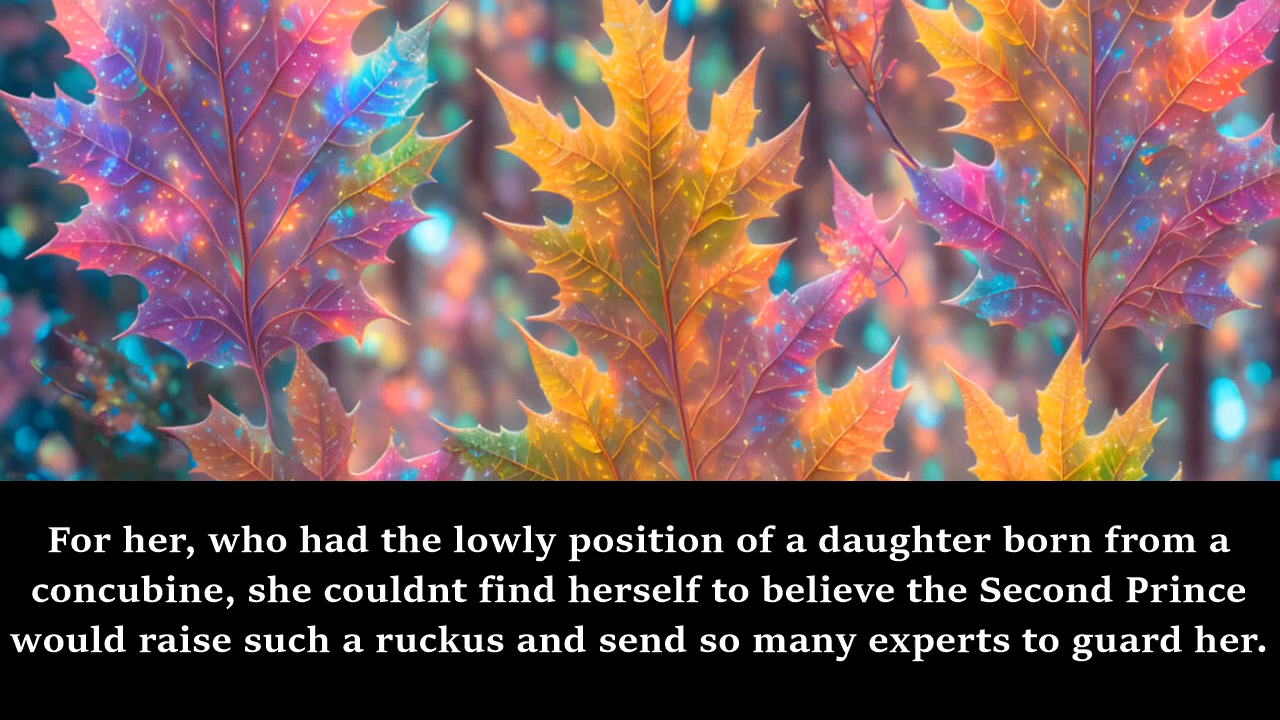 For her, who had the lowly position of a daughter born from a
concubine, she couldnt find herself to believe the Second Prince
would raise such a ruckus and send so many experts to guard her.